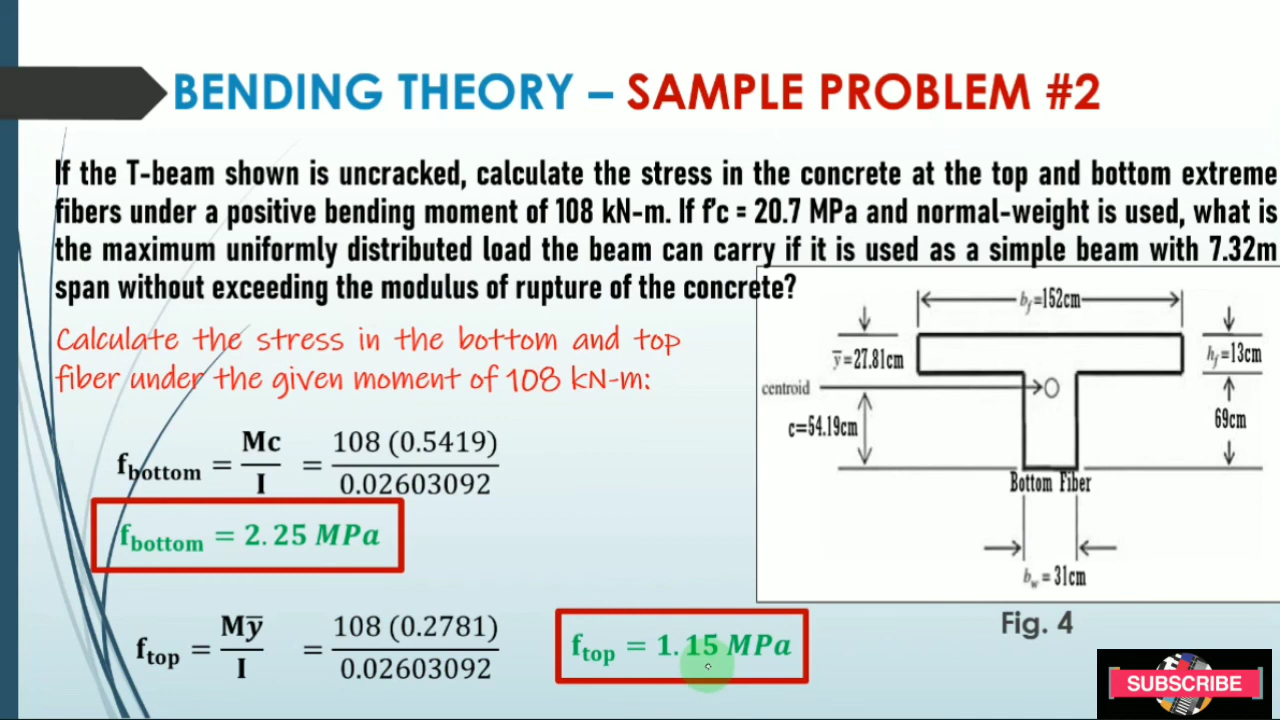 BENDING THEORY – SAMPLE PROBLEM #2
If the T-beam shown is uncracked, calculate the stress in the concrete at the top and bottom extreme
fibers under a positive bending moment of 108 kN-m. If f'c = 20.7 MPa and normal-weight is used, what is
the maximum uniformly distributed load the beam can carry if it is used as a simple beam with 7.32m
span without exceeding the modulus of rupture of the concrete?
Calculate the stress in the bottom and top
fiber under the given moment of 108 kN-m:
f_bottom = Mc / I = 108 (0.5419) / 0.02603092
f_bottom = 2.25 MPa
f_top = My̅ / I = 108 (0.2781) / 0.02603092
f_top = 1.15 MPa
b_f=152cm
y̅=27.81cm
h_f=13cm
centroid
c=54.19cm
69cm
Bottom Fiber
b_w = 31cm
Fig. 4
SUBSCRIBE